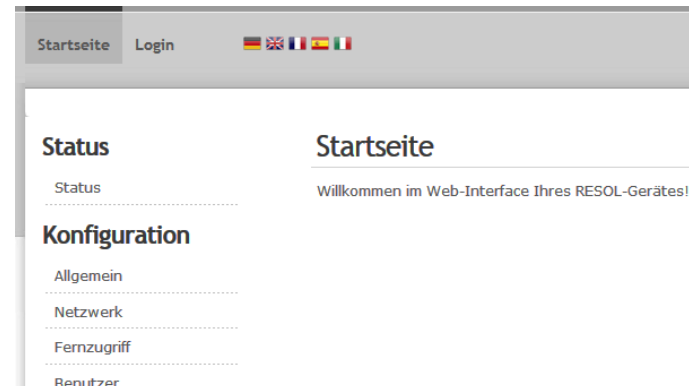 Startseite Login
Status
Status
Konfiguration
Allgemein
Netzwerk
Fernzugriff
Benutzer
Startseite
Willkommen im Web-Interface Ihres RESOL-Gerätes!